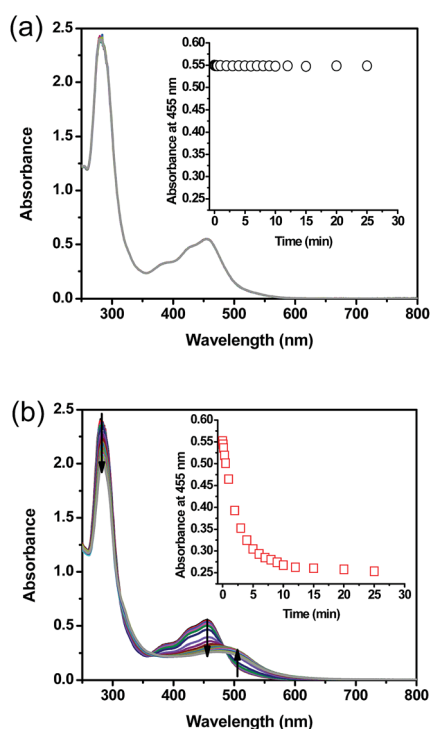 (a)
2.5
2.0
1.5
1.0
0.5
0.0
Absorbance
300 400 500 600 700 800
Wavelength (nm)
0.60
0.55
0.50
0.45
0.40
0.35
0.30
0.25
Absorbance at 455 nm
0 5 10 15 20 25 30
Time (min)
(b)
2.5
2.0
1.5
1.0
0.5
0.0
Absorbance
300 400 500 600 700 800
Wavelength (nm)
0.60
0.55
0.50
0.45
0.40
0.35
0.30
0.25
Absorbance at 455 nm
0 5 10 15 20 25 30
Time (min)